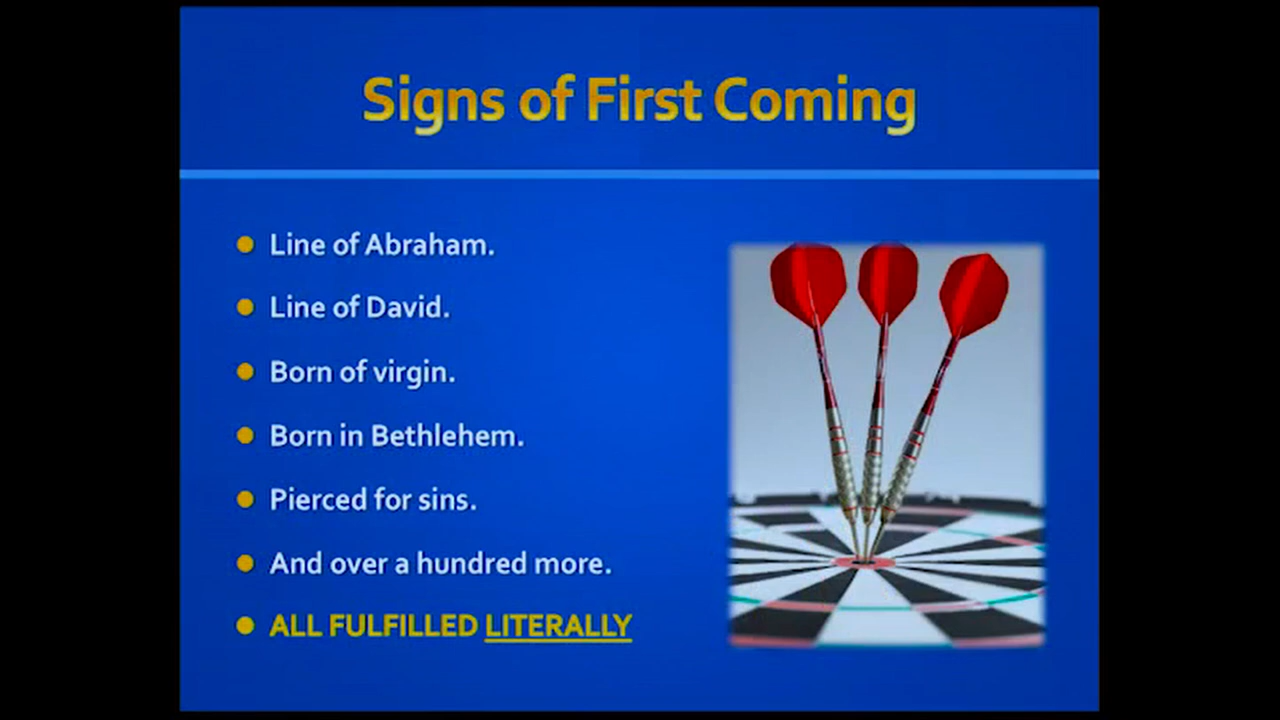 Signs of First Coming
Line of Abraham.
Line of David.
Born of virgin.
Born in Bethlehem.
Pierced for sins.
And over a hundred more.
ALL FULFILLED LITERALLY